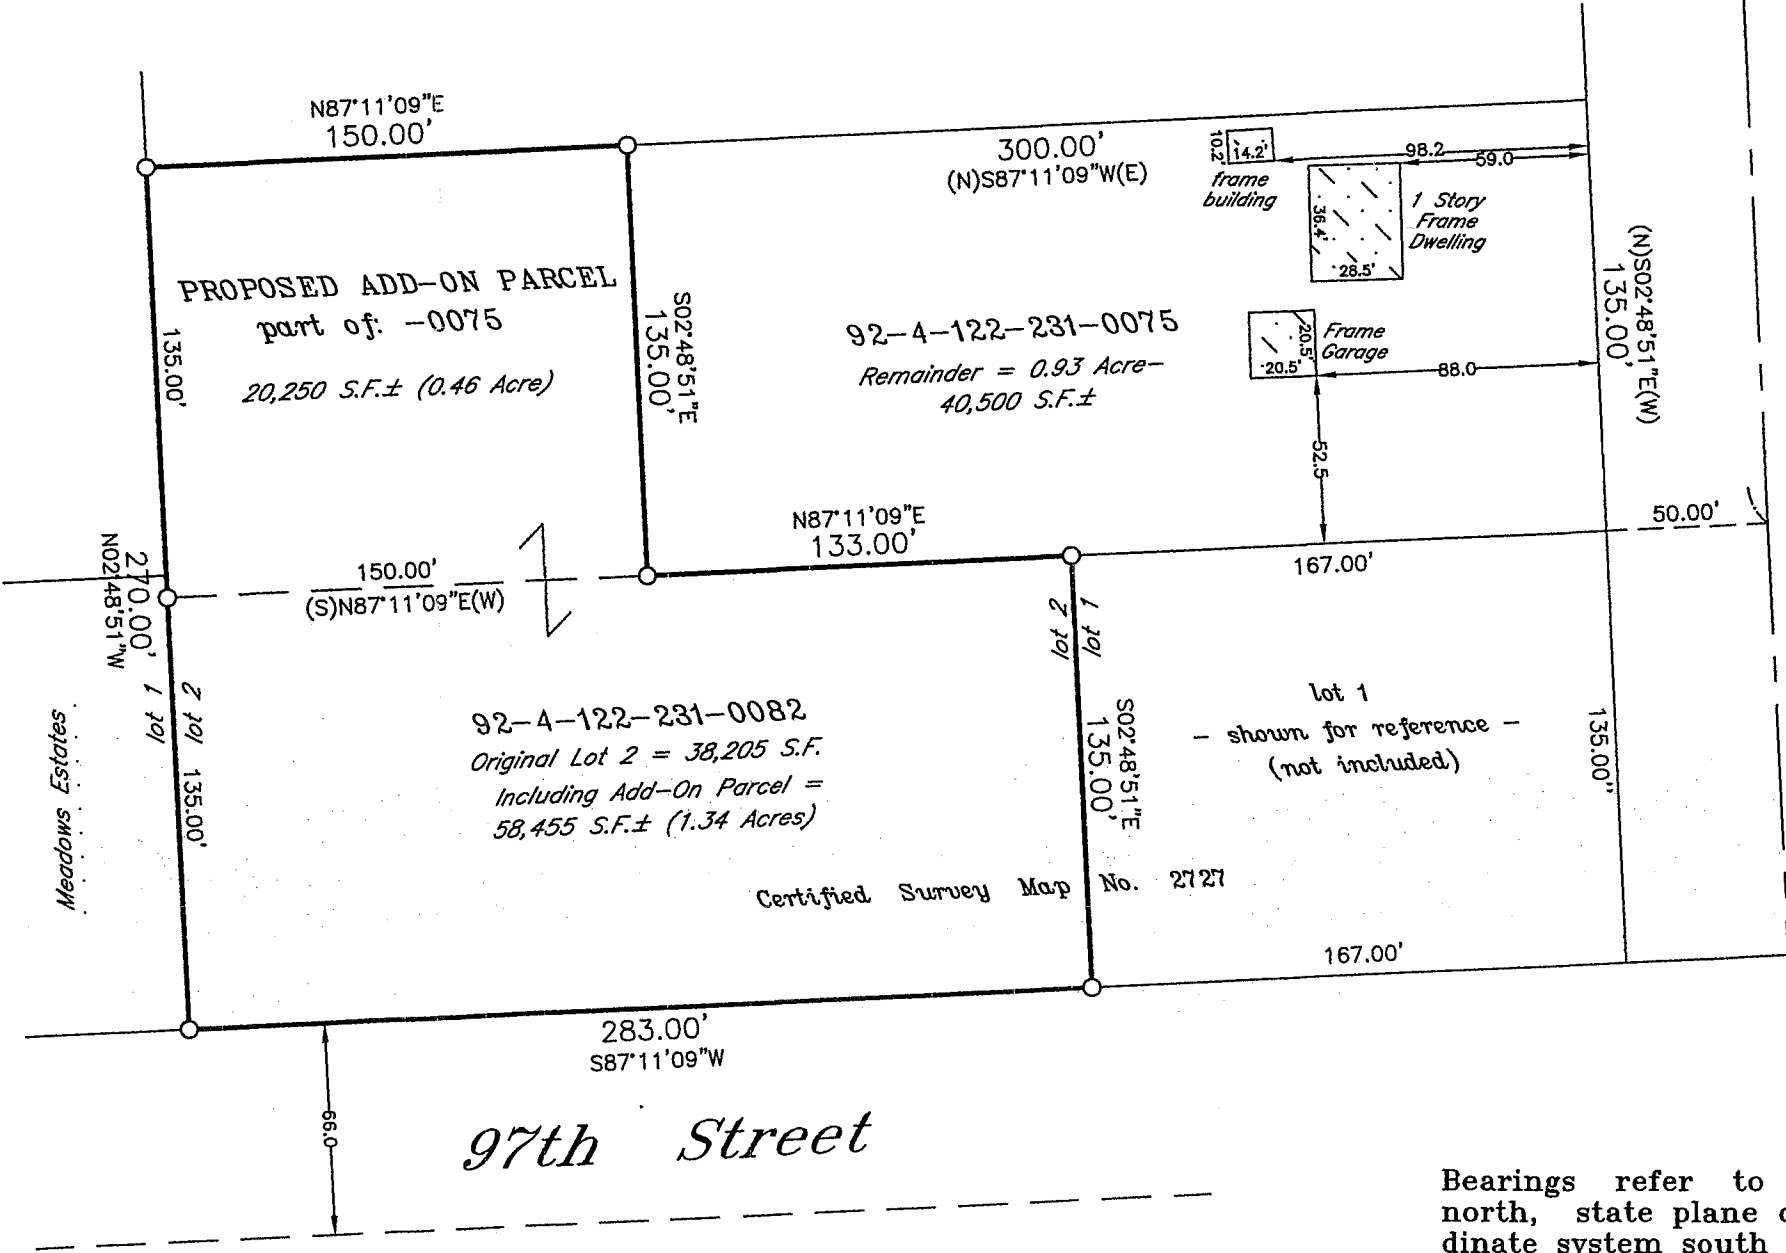 N87°11'09"E
150.00'
300.00'
(N)S87°11'09"W(E)
10.2'
14.2'
frame
building
98.2
59.0
36.4'
28.5'
1 Story
Frame
Dwelling
(N)S02°48'51"E(W)
135.00'
PROPOSED ADD-ON PARCEL
part of: -0075
20,250 S.F.± (0.46 Acre)
135.00'
S02°48'51"E
135.00'
92-4-122-231-0075
Remainder = 0.93 Acre-
40,500 S.F.±
20.5'
20.5'
Frame
Garage
88.0
52.5
N87°11'09"E
133.00'
167.00'
50.00'
150.00'
(S)N87°11'09"E(W)
270.00'
N02°48'51"W
lot 1
lot 2
135.00'
Meadows Estates
lot 1
lot 2
92-4-122-231-0082
Original Lot 2 = 38,205 S.F.
Including Add-On Parcel =
58,455 S.F.± (1.34 Acres)
S02°48'51"E
135.00'
lot 1
- shown for reference -
(not included)
135.00"
Certified Survey Map No. 2727
167.00'
283.00'
S87°11'09"W
66.0
97th Street
Bearings refer to
north, state plane
dinate system south